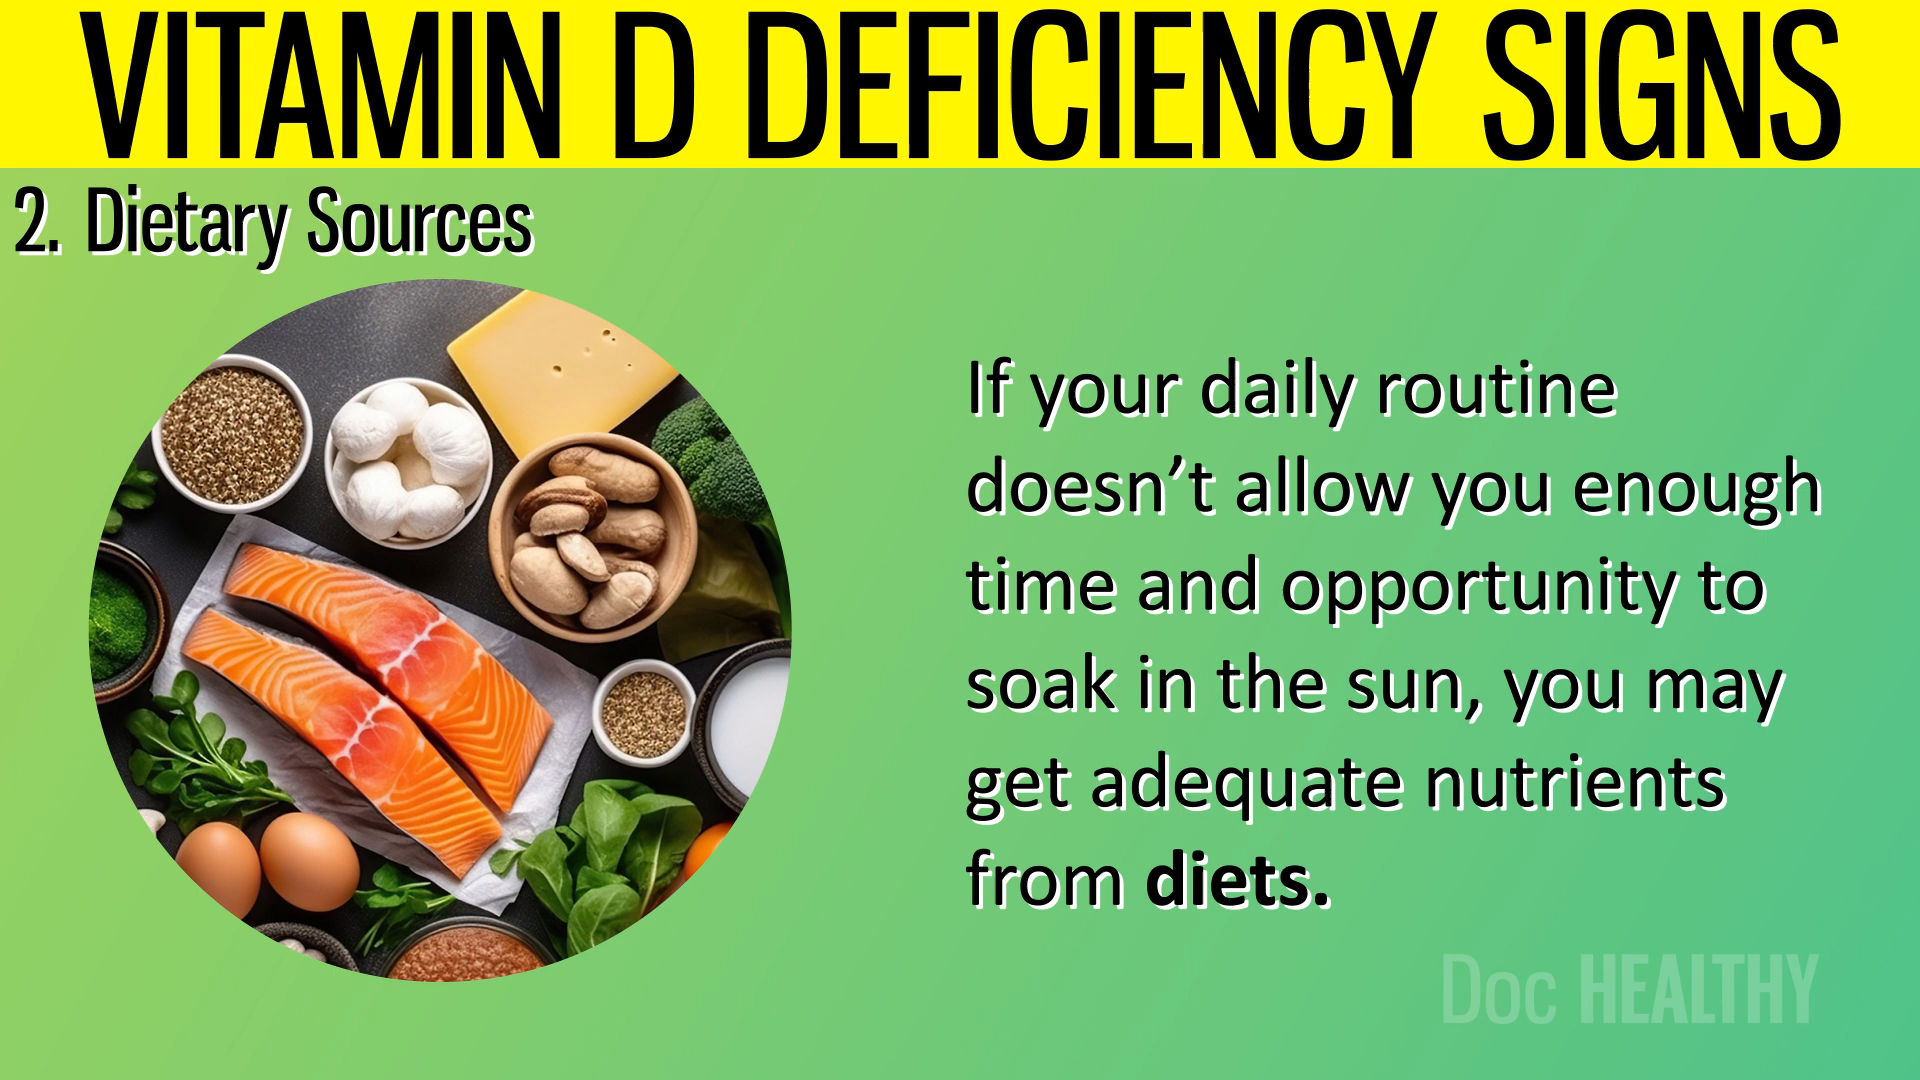 VITAMIN D DEFICIENCY SIGNS
2. Dietary Sources
If your daily routine
doesn’t allow you enough
time and opportunity to
soak in the sun, you may
get adequate nutrients
from diets.
Doc HEALTHY